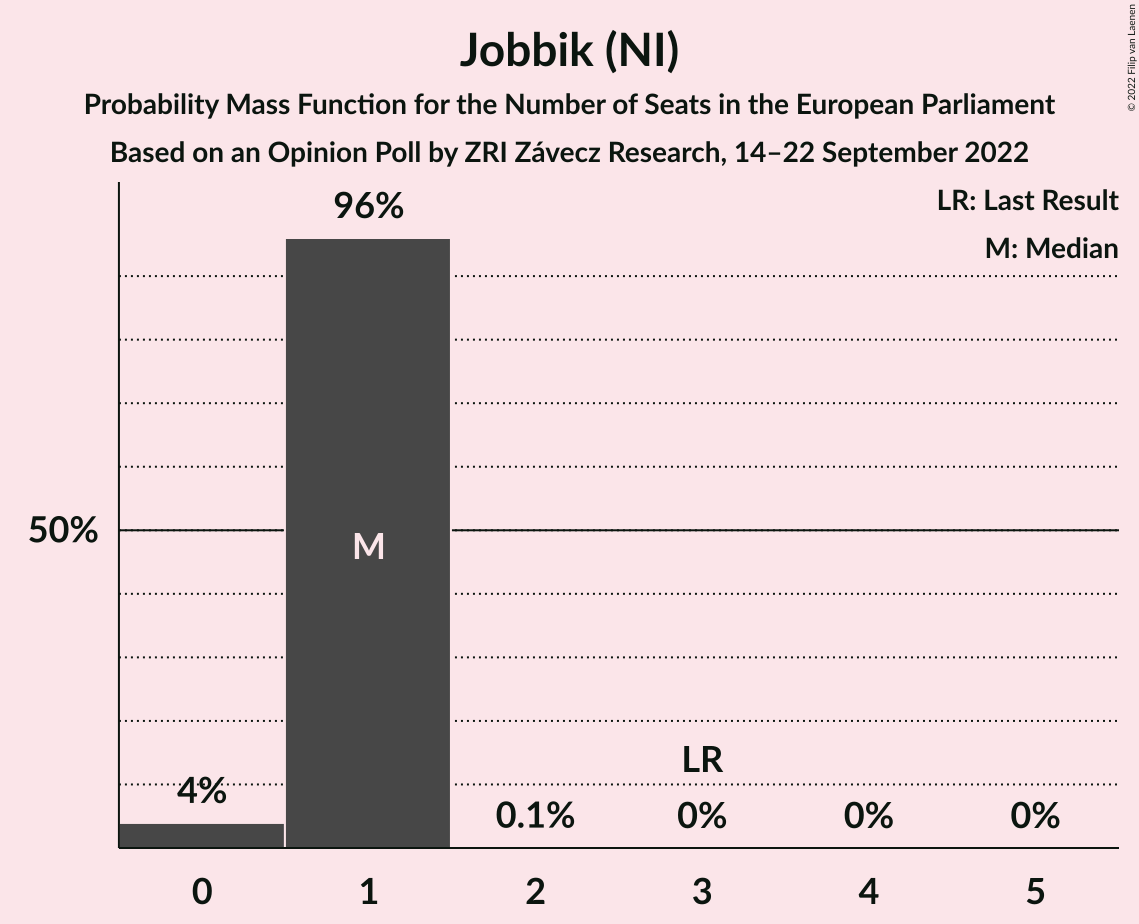 Jobbik (NI)
Probability Mass Function for the Number of Seats in the European Parliament
Based on an Opinion Poll by ZRI Závecz Research, 14–22 September 2022
© 2022 Filip van Laenen
LR: Last Result
M: Median
96%
50%
M
LR
4%
0.1%
0%
0%
0%
0
1
2
3
4
5